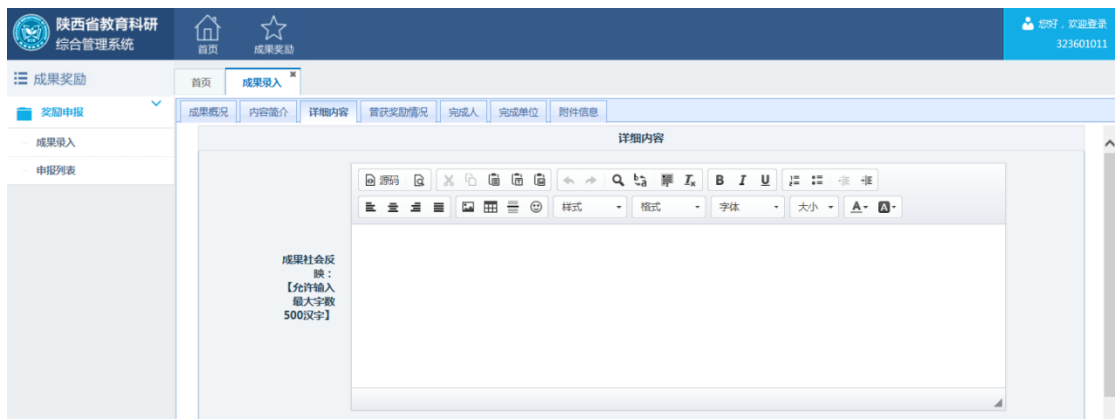 陕西省教育科研
综合管理系统
首页
成果奖励
您好，欢迎登录
323601011
成果奖励
首页
成果录入
奖励申报
成果录入
申报列表
成果概况 内容简介 详细内容 曾获奖励情况 完成人 完成单位 附件信息
详细内容
源码 B I U
样式 格式 字体 大小 A A
成果社会反
映：
【允许输入
最大字数
500汉字】